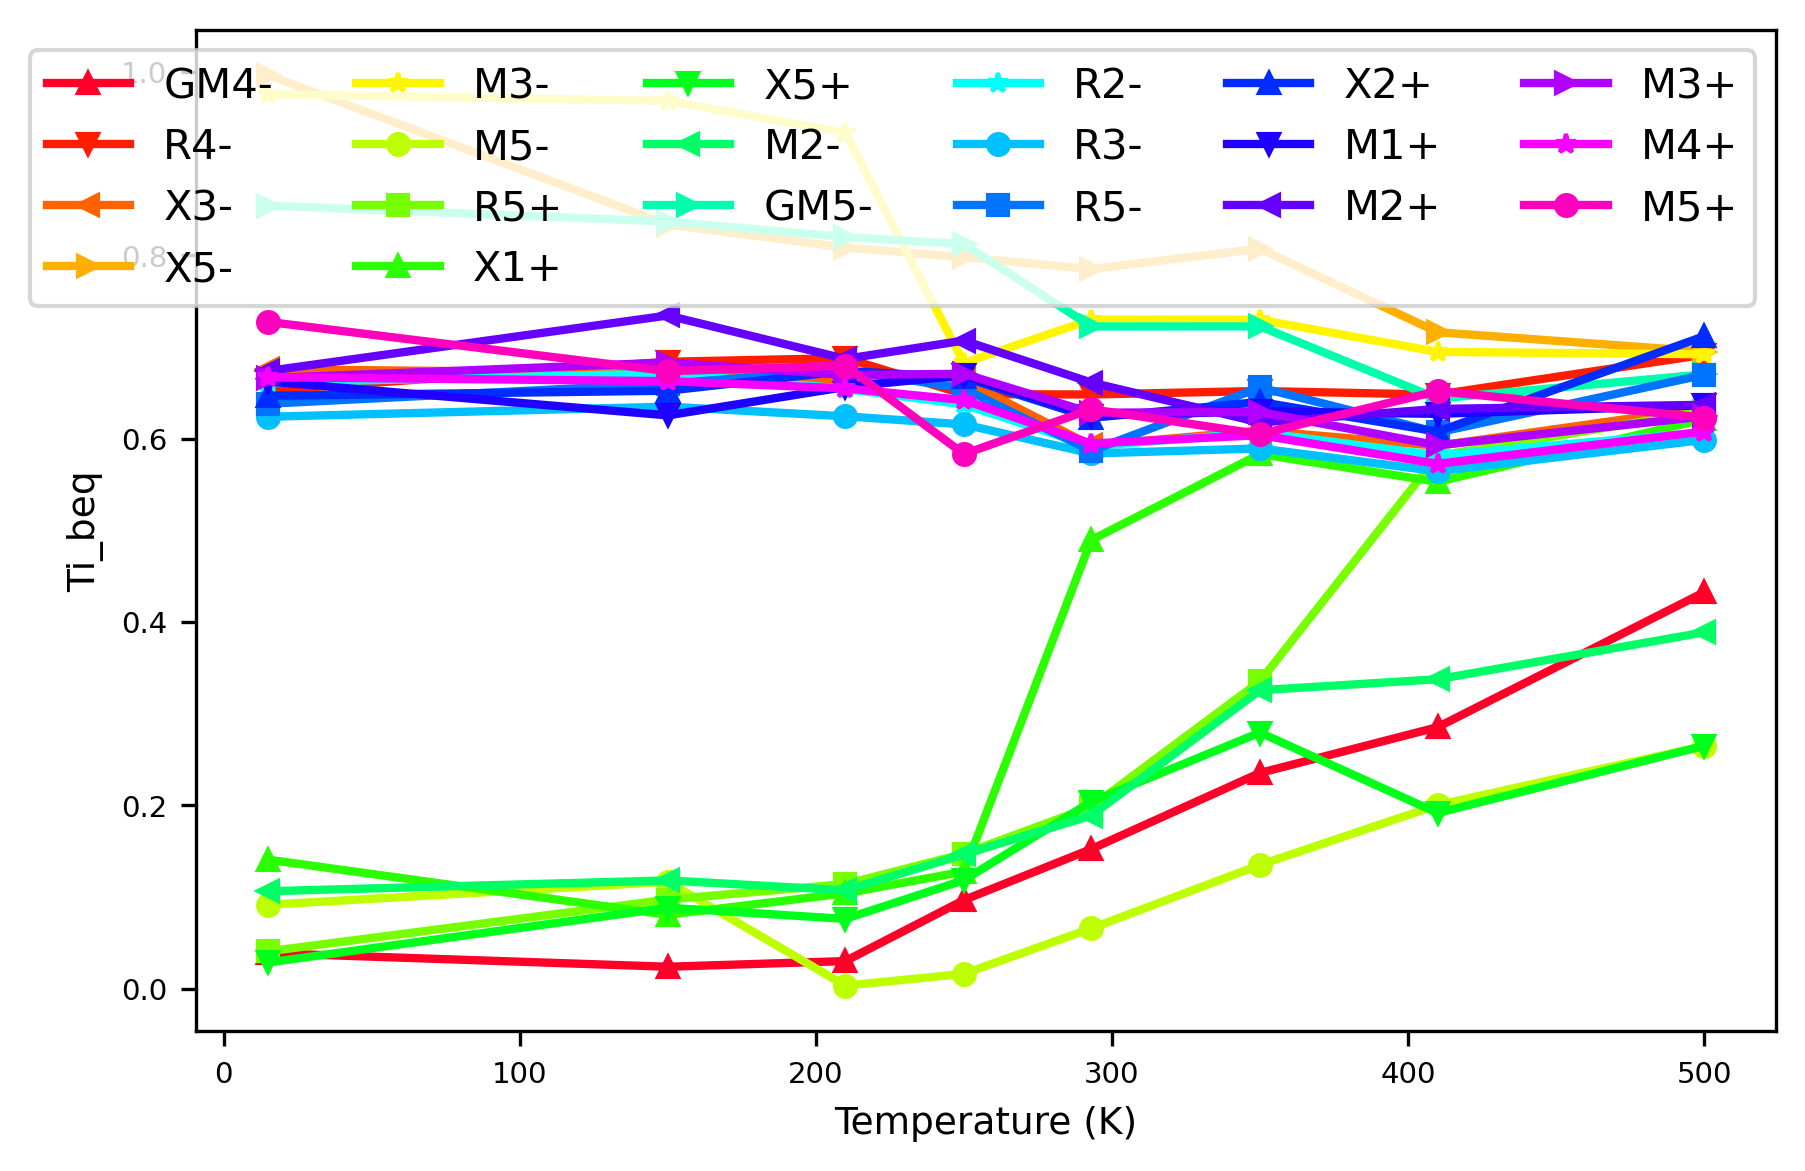 GM4- M3- X5+ R2- X2+ M3+
R4- M5- M2- R3- M1+ M4+
X3- R5+ GM5- R5- M2+ M5+
X5- X1+
1.0
0.8
0.6
0.4
0.2
0.0
Ti_beq
0 100 200 300 400 500
Temperature (K)